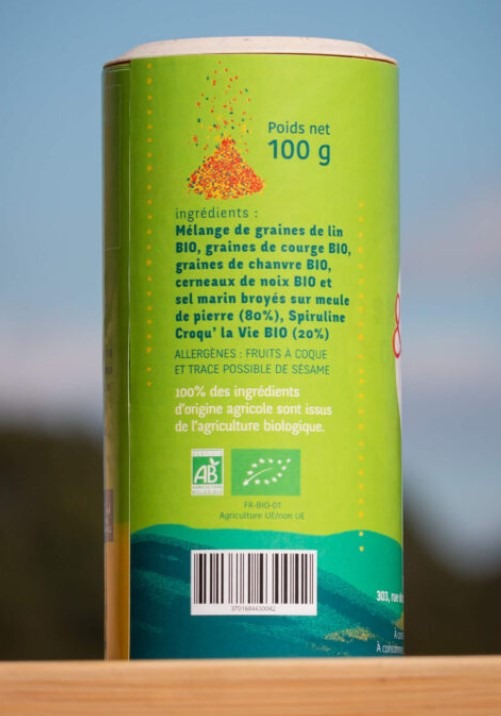 Poids net
100 g
ingrédients :
Mélange de graines de lin
BIO, graines de courge BIO,
graines de chanvre BIO,
cerneaux de noix BIO et
sel marin broyés sur meule
de pierre (80%), Spiruline
Croqu' la Vie BIO (20%)
ALLERGÈNES : FRUITS À COQUE
ET TRACE POSSIBLE DE SÉSAME
100% des ingrédients
d'origine agricole sont issus
de l'agriculture biologique.
AB
FR-BIO-01
Agriculture UE/non UE
303, rue